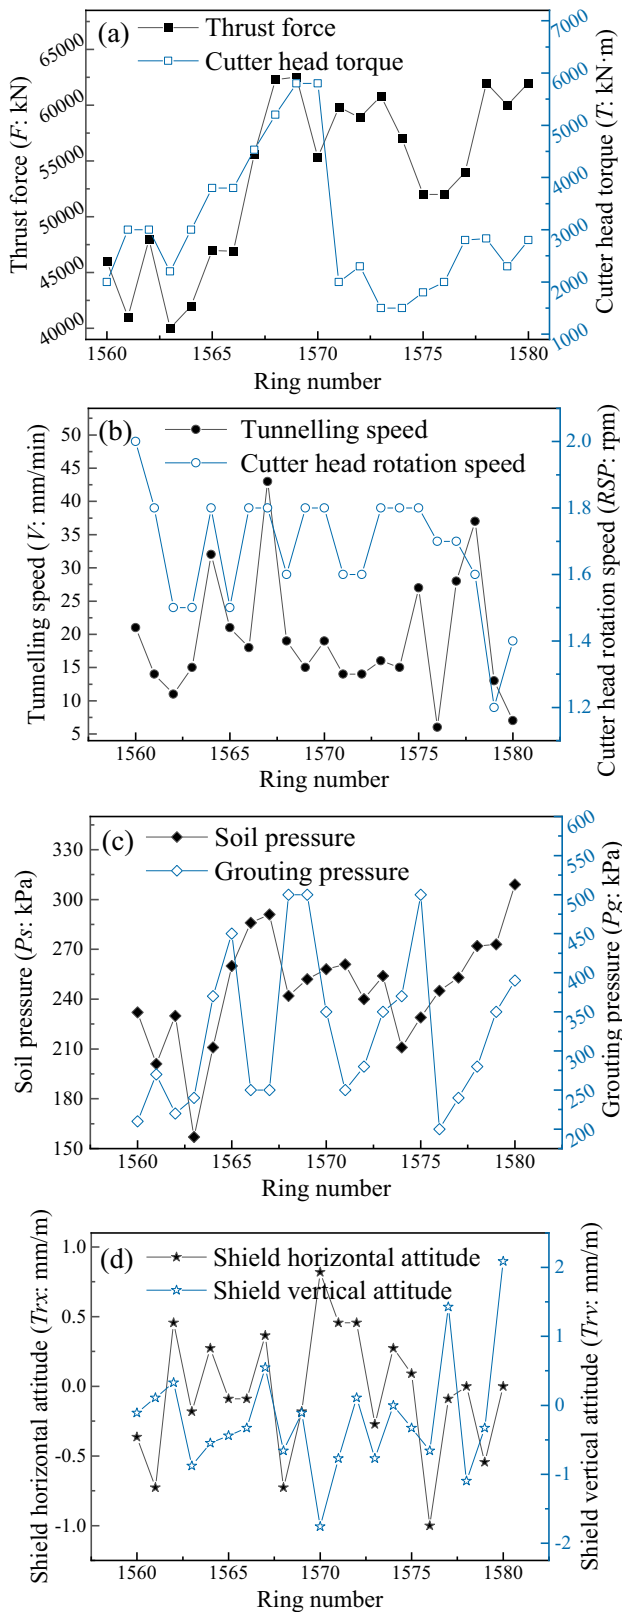 (a)
Thrust force
Cutter head torque
Thrust force (F: kN)
65000
60000
55000
50000
45000
40000
Cutter head torque (T: kN·m)
7000
6000
5000
4000
3000
2000
1000
1560 1565 1570 1575 1580
Ring number
(b)
Tunnelling speed
Cutter head rotation speed
Tunnelling speed (V: mm/min)
50
45
40
35
30
25
20
15
10
5
Cutter head rotation speed (RSP: rpm)
2.0
1.8
1.6
1.4
1.2
1560 1565 1570 1575 1580
Ring number
(c)
Soil pressure
Grouting pressure
Soil pressure (Ps: kPa)
330
300
270
240
210
180
150
Grouting pressure (Pg: kPa)
600
550
500
450
400
350
300
250
200
1560 1565 1570 1575 1580
Ring number
(d)
Shield horizontal attitude
Shield vertical attitude
Shield horizontal attitude (Trx: mm/m)
1.0
0.5
0.0
-0.5
-1.0
Shield vertical attitude (Trv: mm/m)
2
1
0
-1
-2
1560 1565 1570 1575 1580
Ring number